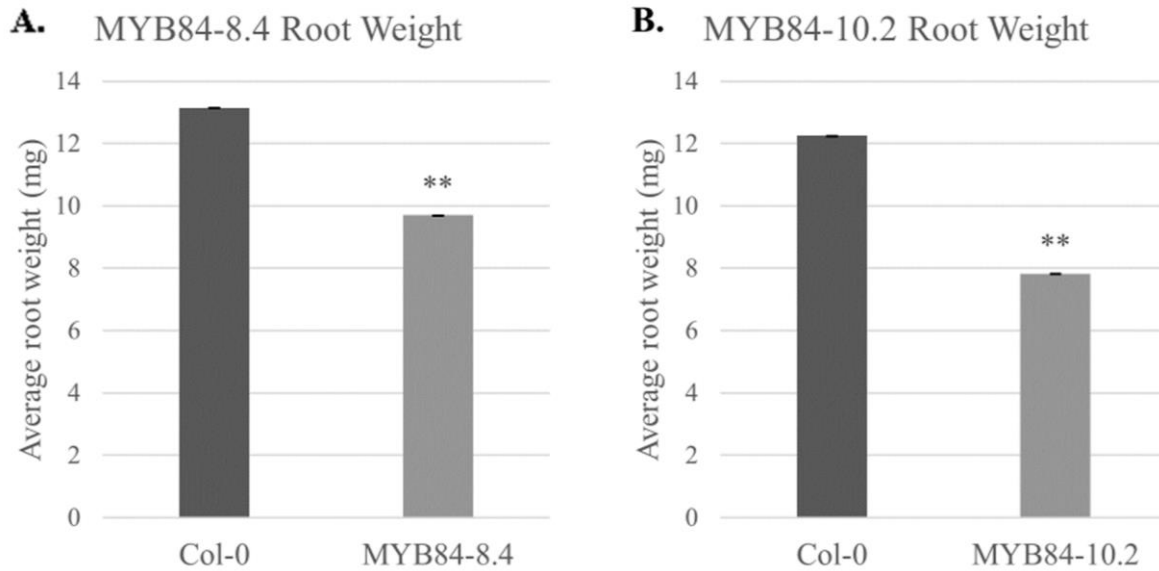 A.
MYB84-8.4 Root Weight
Average root weight (mg)
14
12
10
8
6
4
2
0
**
Col-0
MYB84-8.4
B.
MYB84-10.2 Root Weight
Average root weight (mg)
14
12
10
8
6
4
2
0
**
Col-0
MYB84-10.2